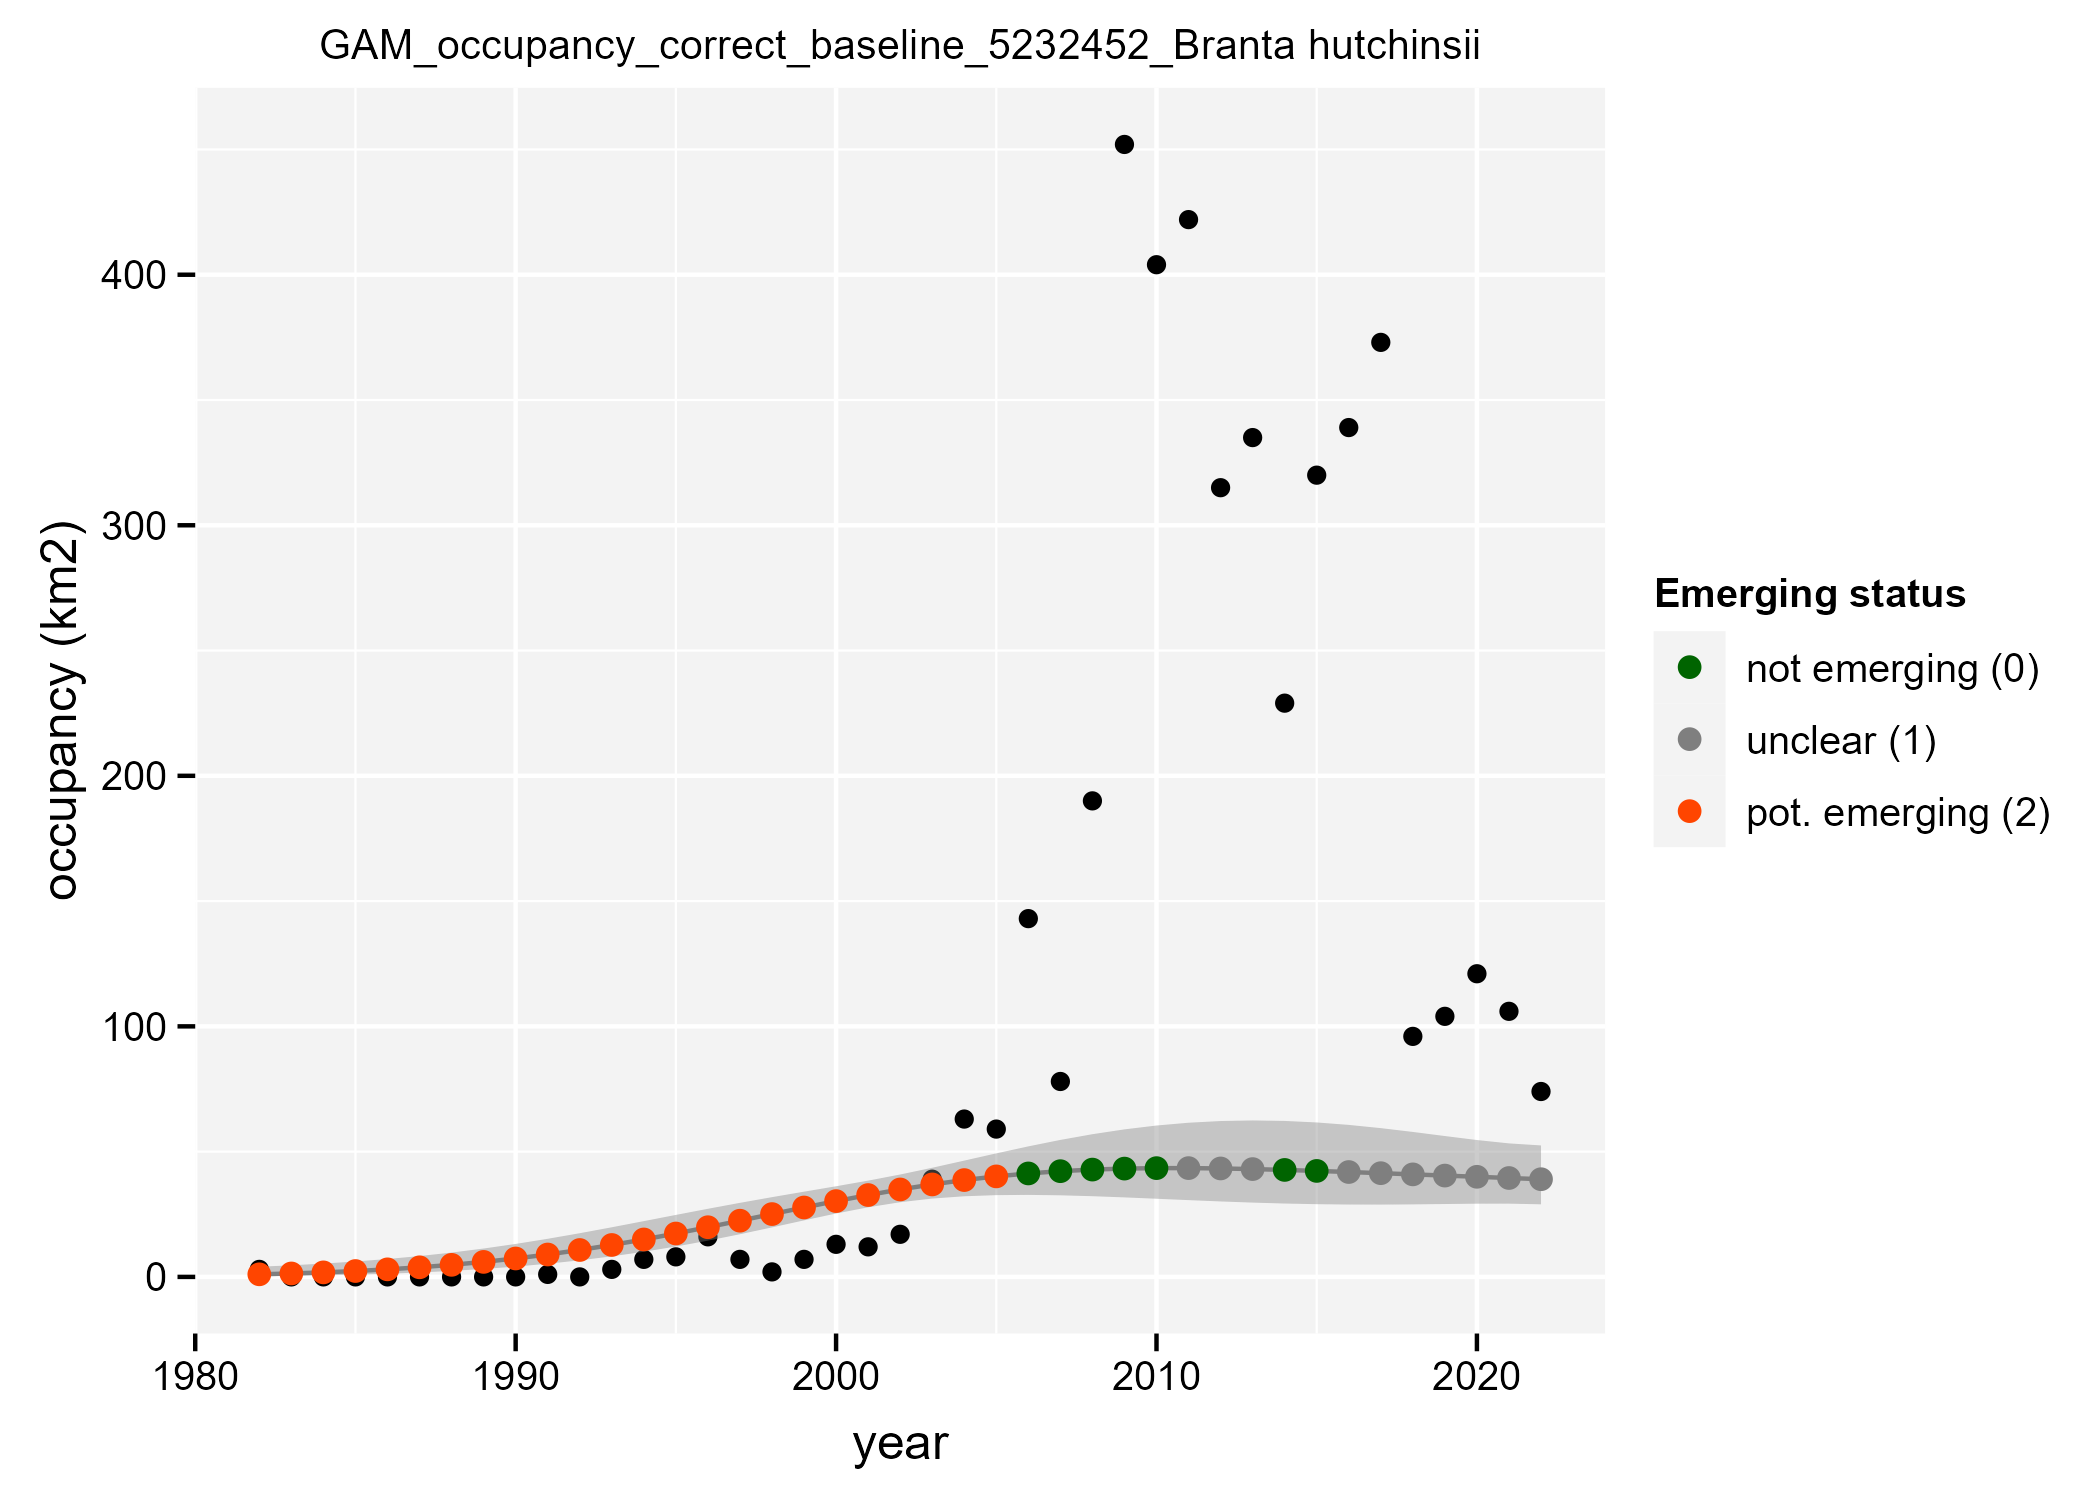 GAM_occupancy_correct_baseline_5232452_Branta hutchinsii
occupancy (km2)
400
300
200
100
0
1980 1990 2000 2010 2020
year
Emerging status
not emerging (0)
unclear (1)
pot. emerging (2)